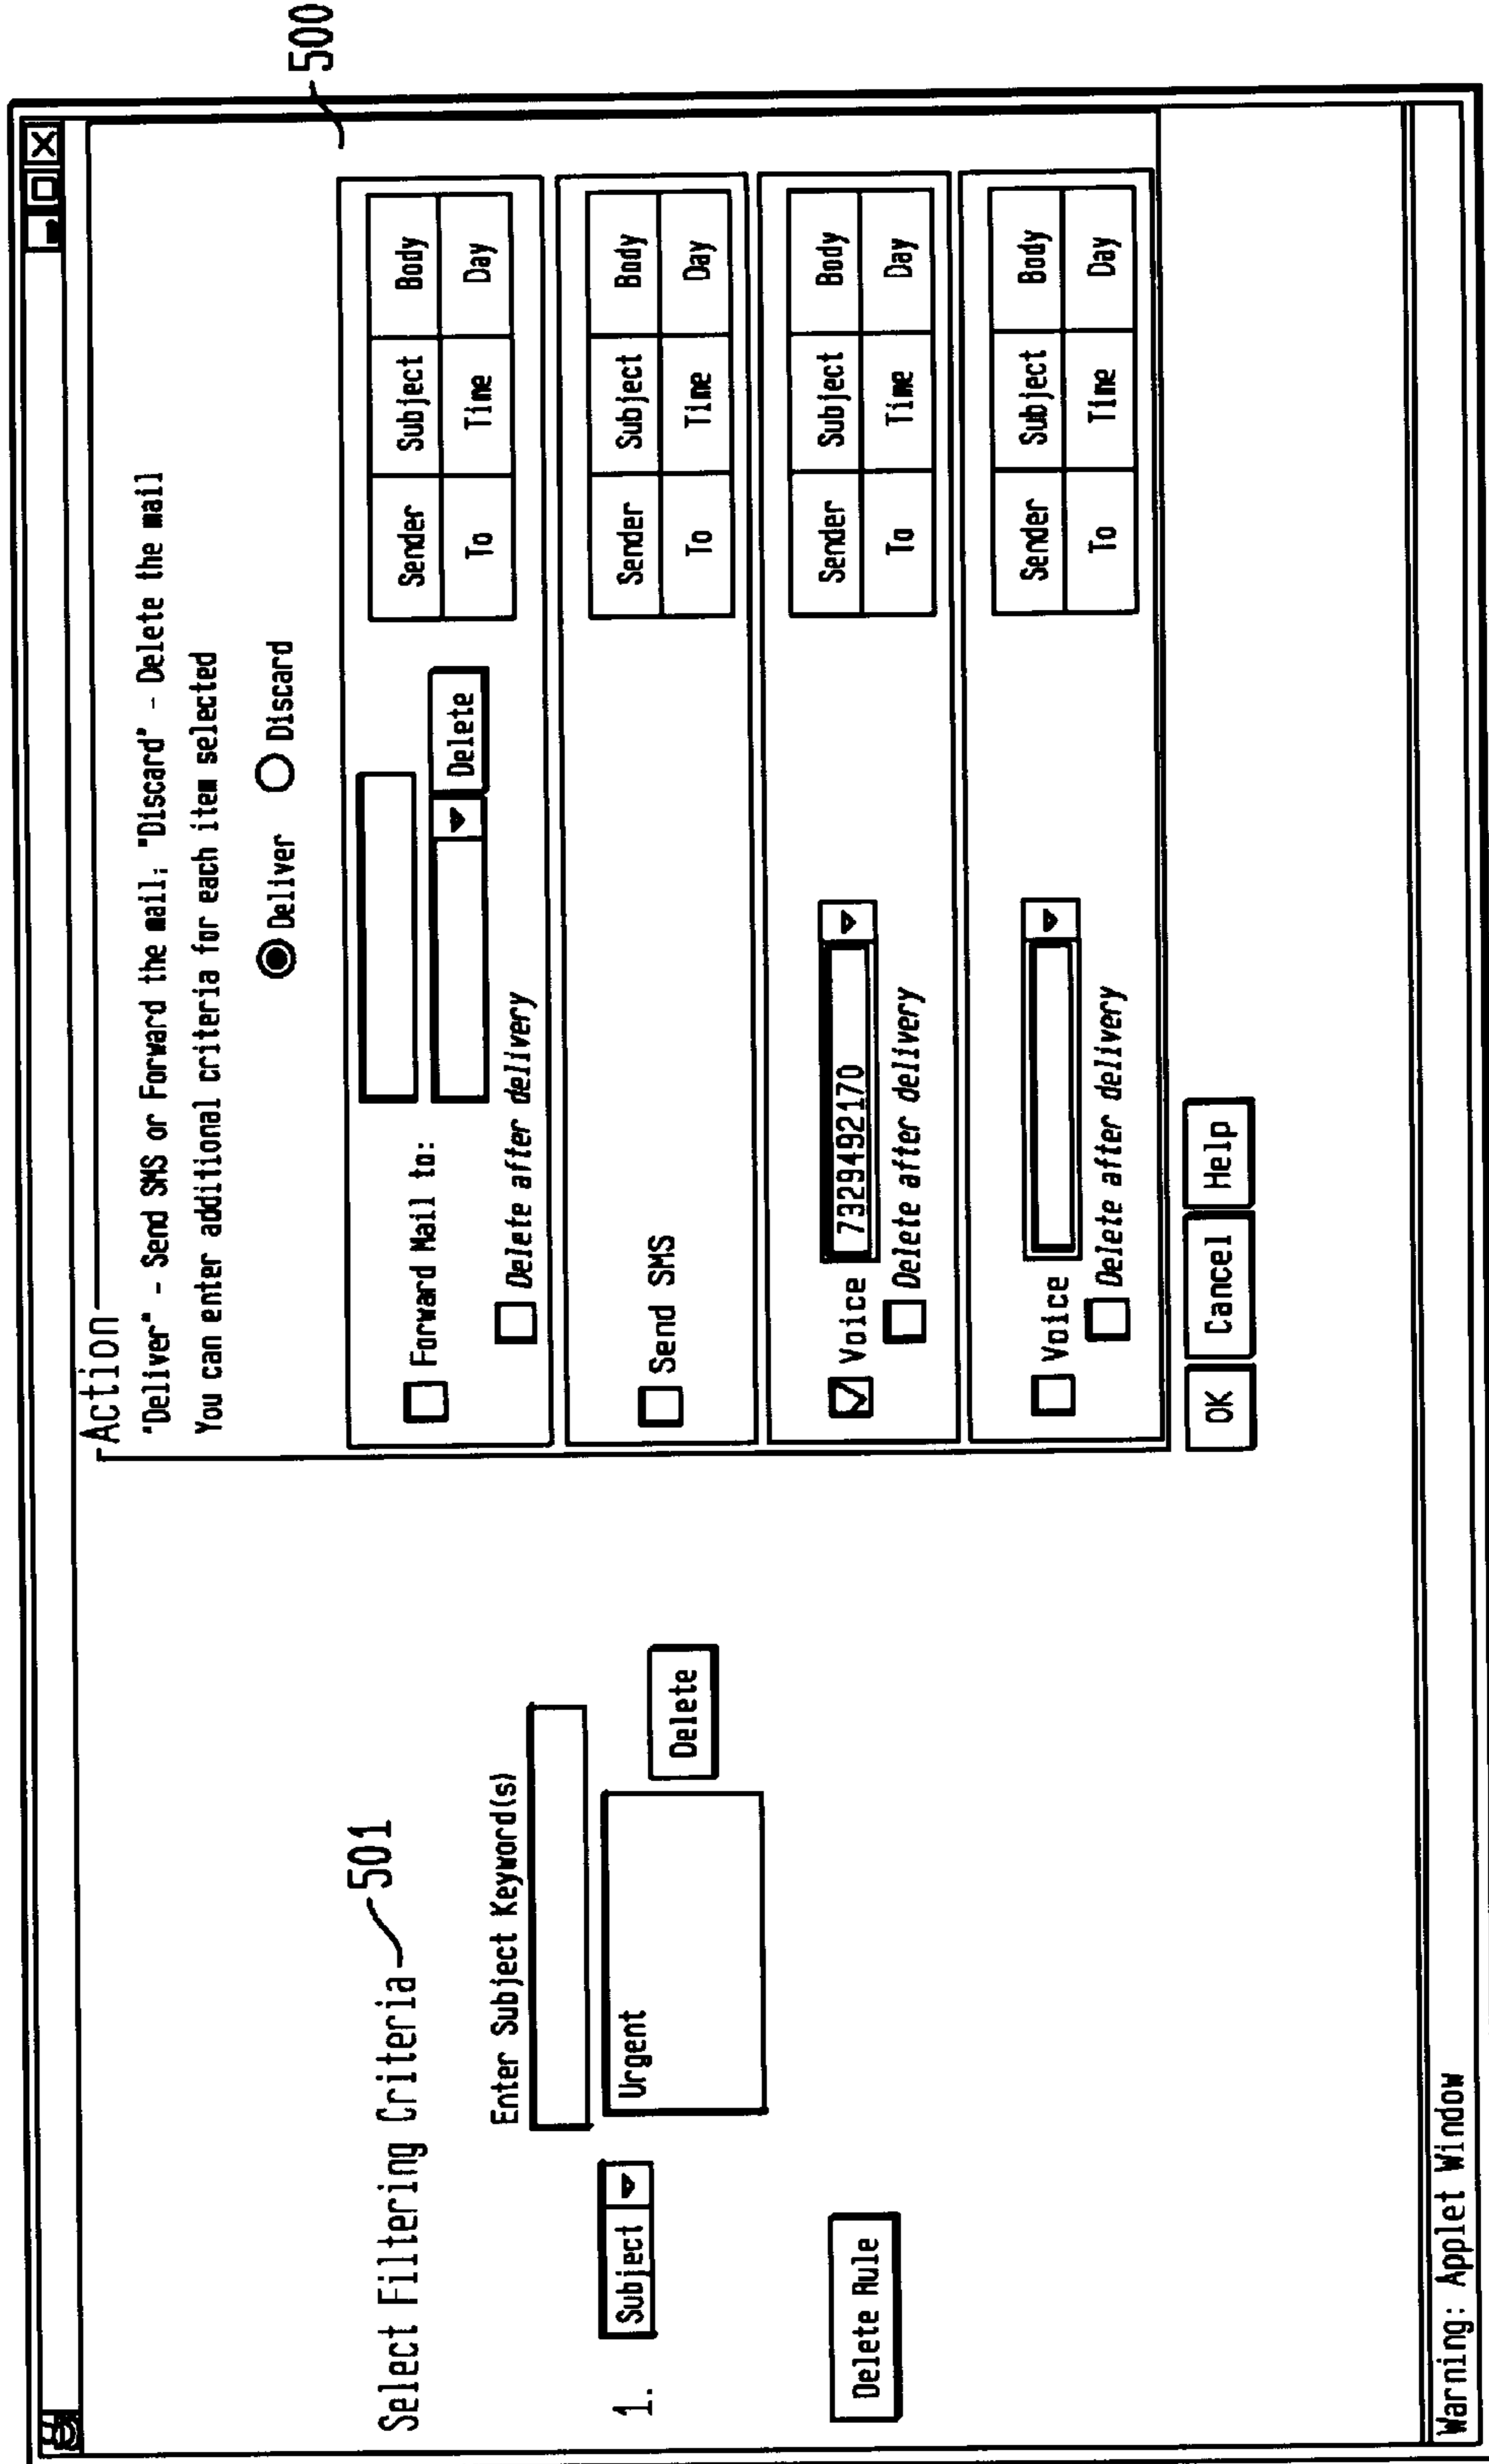 500
Select Filtering Criteria 501
Enter Subject Keyword(s)
1.
Subject
Urgent
Delete
Delete Rule
Action
"Deliver" - Send SMS or Forward the mail; "Discard" - Delete the mail
You can enter additional criteria for each item selected
Deliver Discard
Forward Mail to:
Delete
Delete after delivery
Sender Subject Body
To Time Day
Send SMS
Sender Subject Body
To Time Day
Voice 7329492170
Delete after delivery
Sender Subject Body
To Time Day
Voice
Delete after delivery
Sender Subject Body
To Time Day
OK Cancel Help
Warning: Applet Window